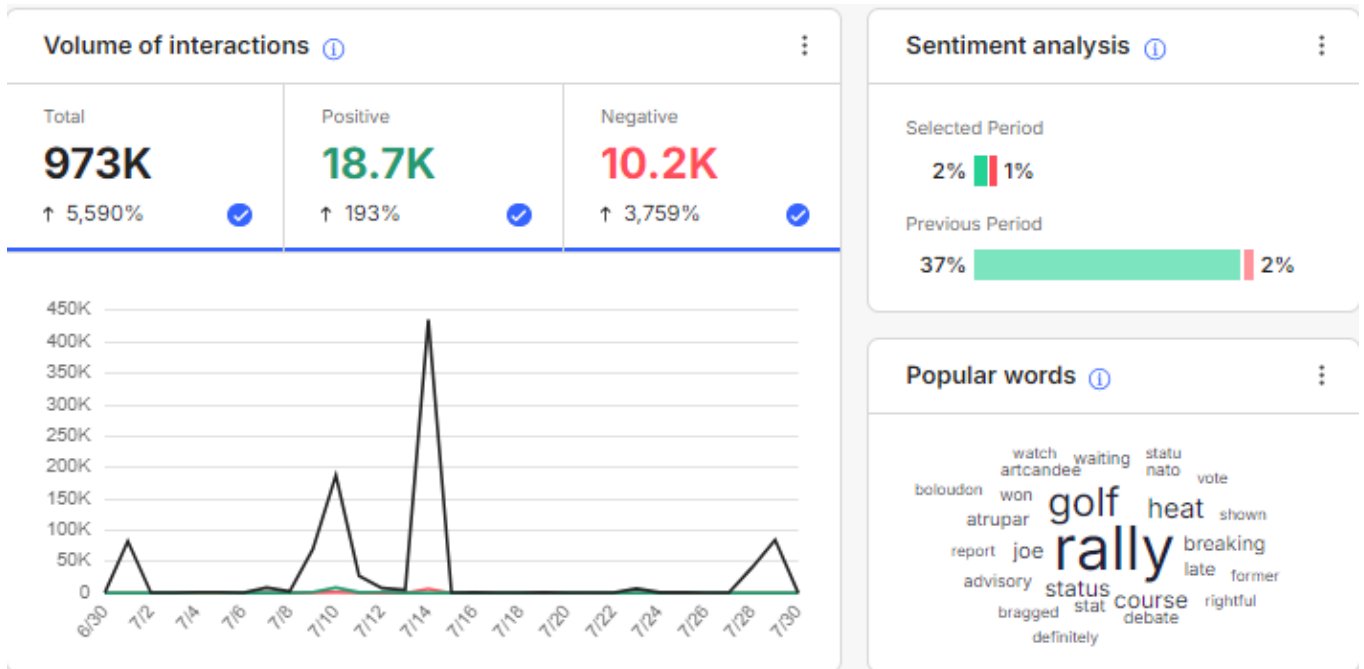 Volume of interactions
Total
973K
↑ 5,590%
Positive
18.7K
↑ 193%
Negative
10.2K
↑ 3,759%
450K
400K
350K
300K
250K
200K
150K
100K
50K
0
6/30 7/2 7/4 7/6 7/8 7/10 7/12 7/14 7/16 7/18 7/20 7/22 7/24 7/26 7/28 7/30
Sentiment analysis
Selected Period
2% 1%
Previous Period
37% 2%
Popular words
watch waiting statu
artcandee nato
vote
boloudon won golf heat shown
atrupar
report joe rally breaking
late former
advisory status
bragged stat course rightful
debate
definitely